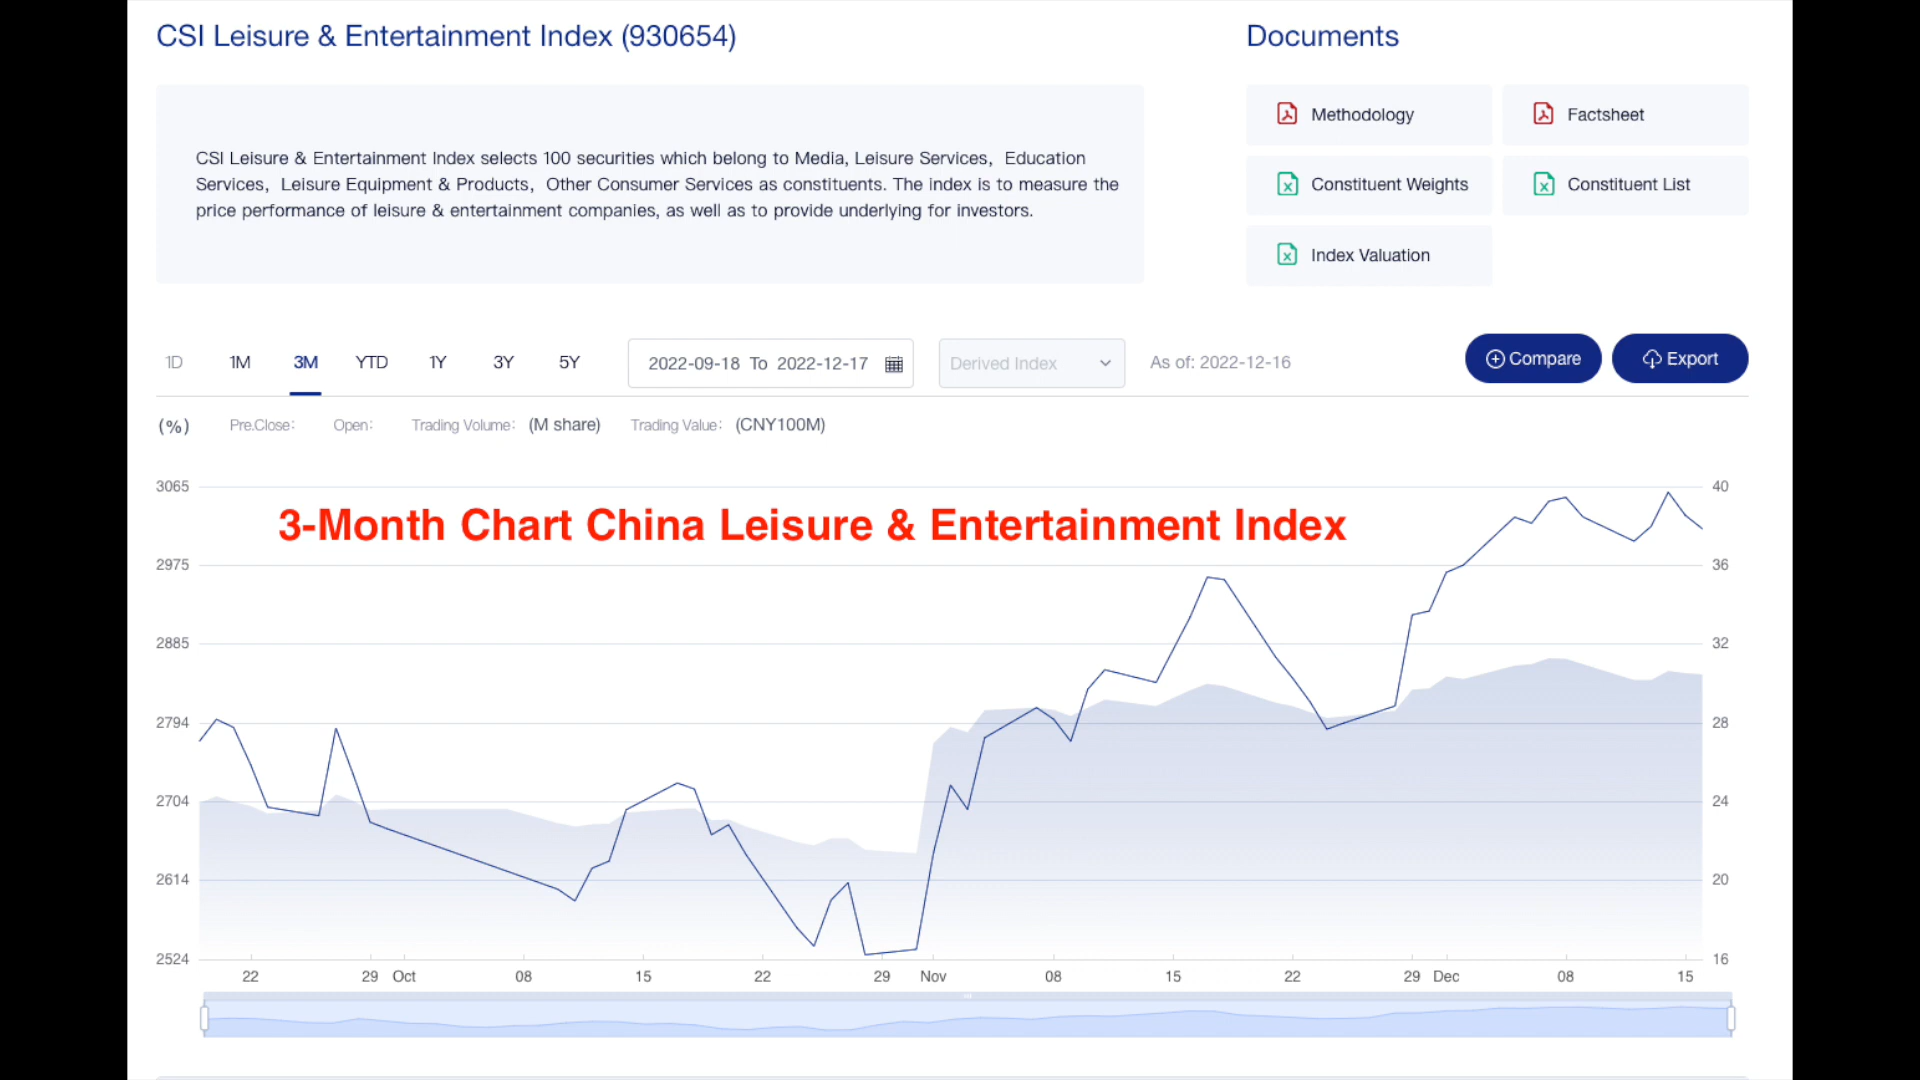 CSI Leisure & Entertainment Index (930654)
Documents
CSI Leisure & Entertainment Index selects 100 securities which belong to Media, Leisure Services，Education
Services，Leisure Equipment & Products，Other Consumer Services as constituents. The index is to measure the
price performance of leisure & entertainment companies, as well as to provide underlying for investors.
Methodology
Factsheet
Constituent Weights
Constituent List
Index Valuation
1D 1M 3M YTD 1Y 3Y 5Y
2022-09-18 To 2022-12-17
Derived Index
As of: 2022-12-16
Compare
Export
(%) Pre.Close： Open： Trading Volume： (M share) Trading Value： (CNY100M)
3-Month Chart China Leisure & Entertainment Index
3065 40
2975 36
2885 32
2794 28
2704 24
2614 20
2524 16
22 29 Oct 08 15 22 29 Nov 08 15 22 29 Dec 08 15